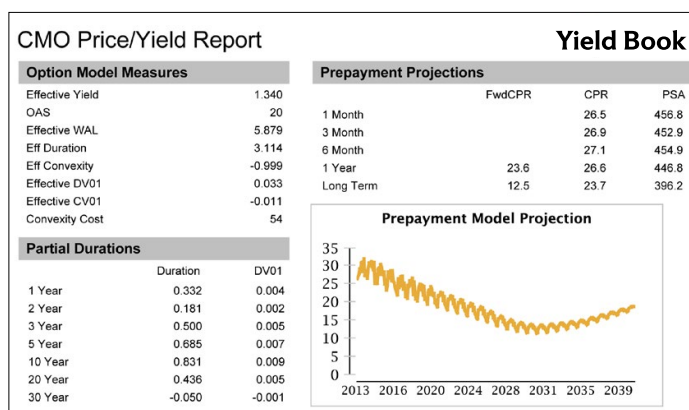 CMO Price/Yield Report
Yield Book
Option Model Measures
Effective Yield 1.340
OAS 20
Effective WAL 5.879
Eff Duration 3.114
Eff Convexity -0.999
Effective DV01 0.033
Effective CV01 -0.011
Convexity Cost 54
Partial Durations
Duration DV01
1 Year 0.332 0.004
2 Year 0.181 0.002
3 Year 0.500 0.005
5 Year 0.685 0.007
10 Year 0.831 0.009
20 Year 0.436 0.005
30 Year -0.050 -0.001
Prepayment Projections
FwdCPR CPR PSA
1 Month 26.5 456.8
3 Month 26.9 452.9
6 Month 27.1 454.9
1 Year 23.6 26.6 446.8
Long Term 12.5 23.7 396.2
Prepayment Model Projection
35
30
25
20
15
10
5
0
2013 2016 2020 2024 2028 2031 2035 2039